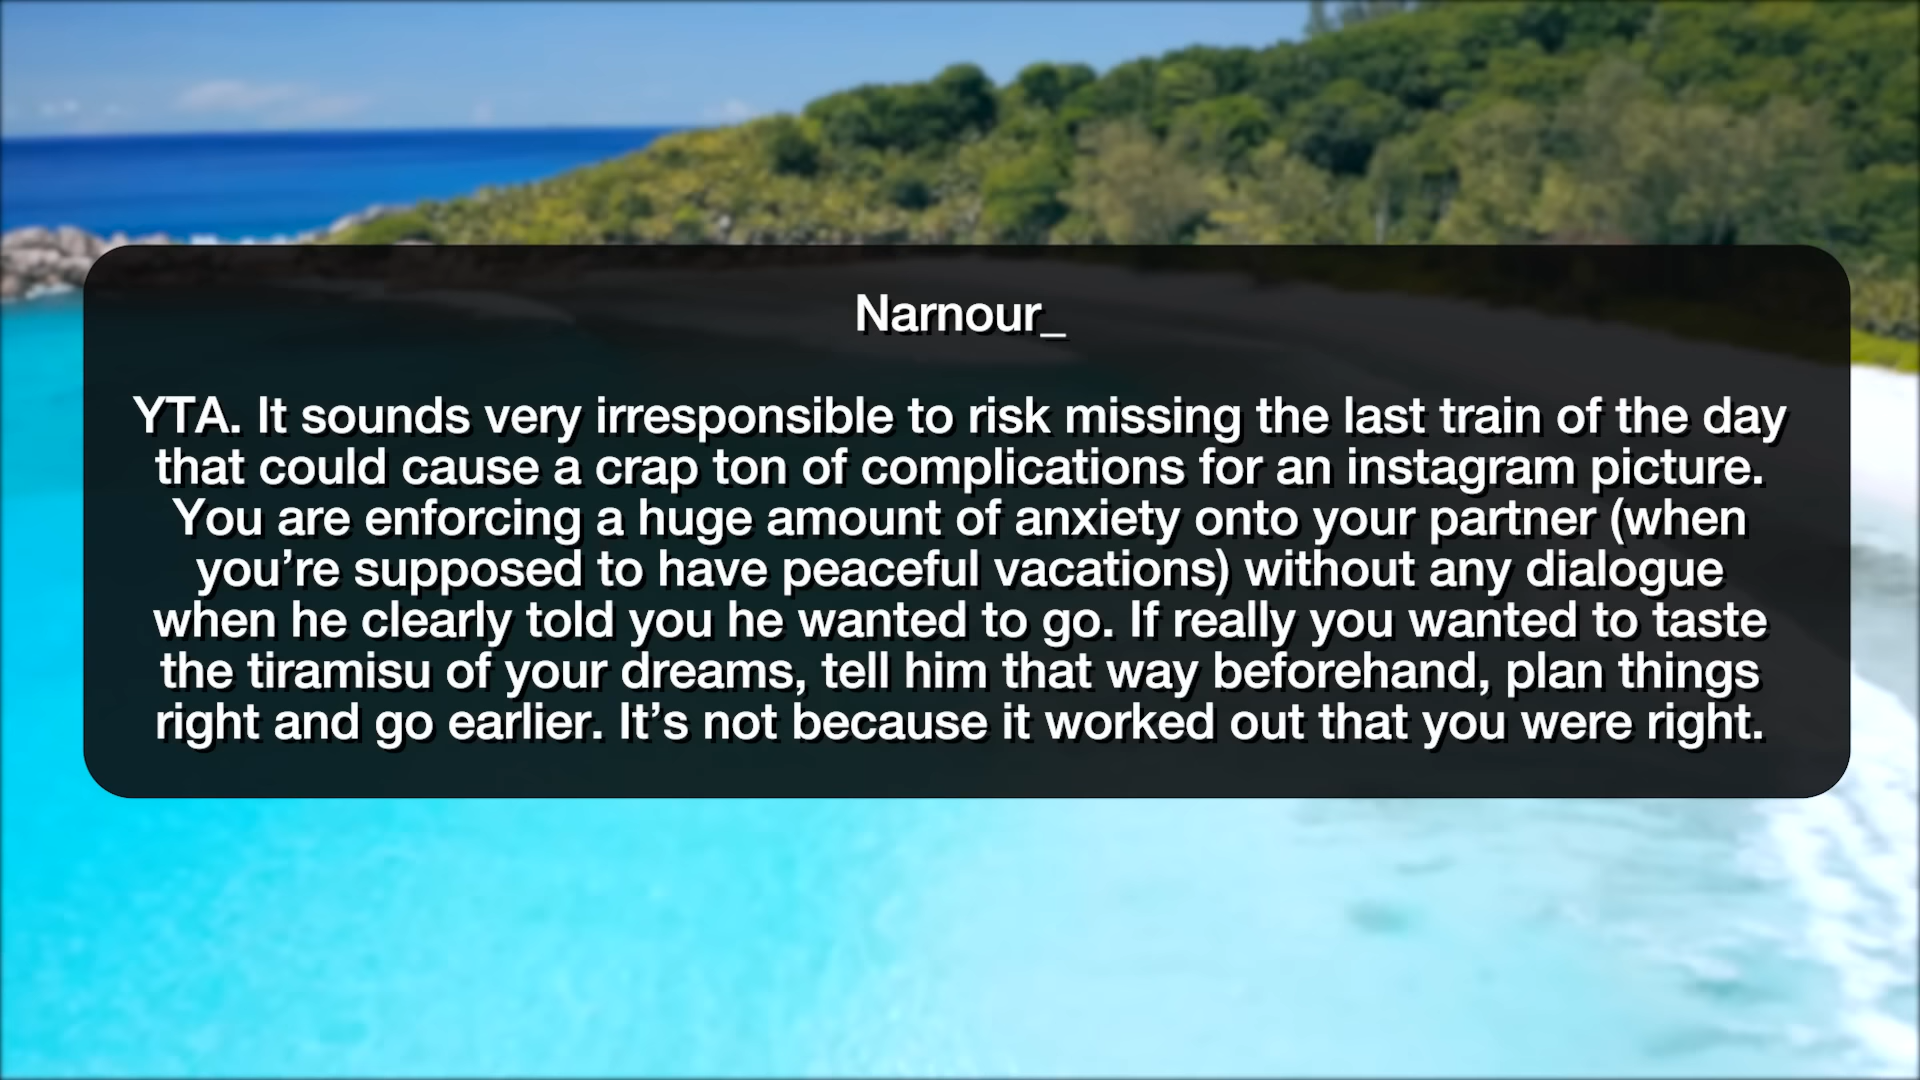 Narnour_
YTA. It sounds very irresponsible to risk missing the last train of the day
that could cause a crap ton of complications for an instagram picture.
You are enforcing a huge amount of anxiety onto your partner (when
you’re supposed to have peaceful vacations) without any dialogue
when he clearly told you he wanted to go. If really you wanted to taste
the tiramisu of your dreams, tell him that way beforehand, plan things
right and go earlier. It’s not because it worked out that you were right.